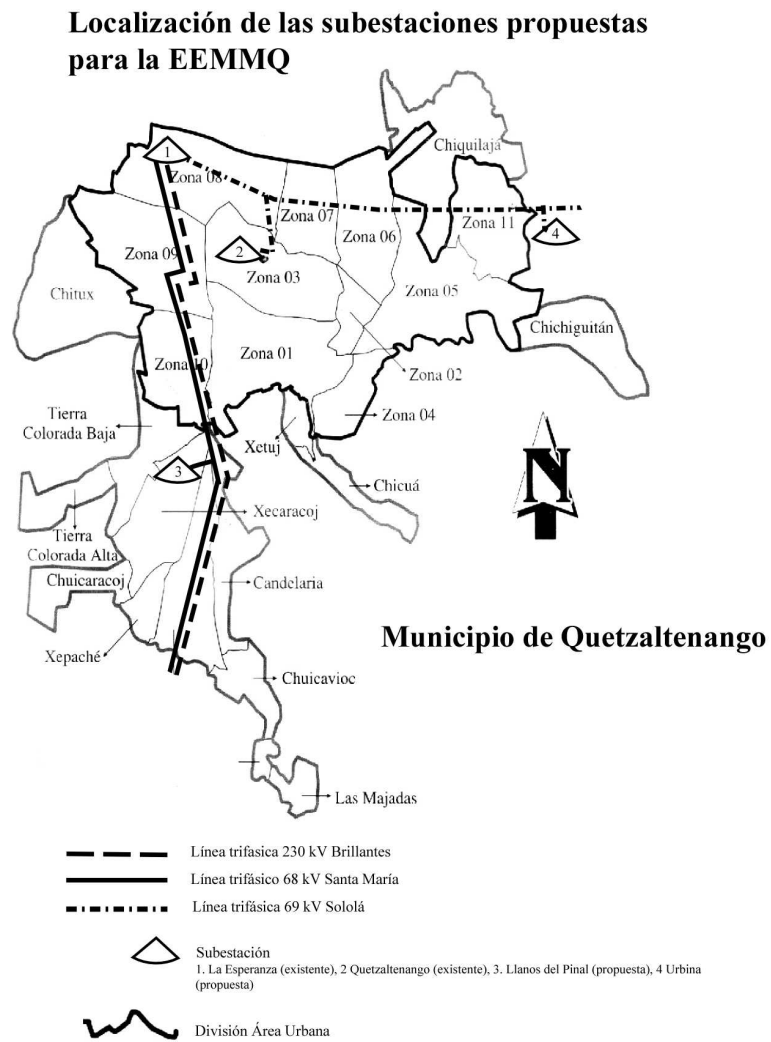 Localización de las subestaciones propuestas
para la EEMMQ
Chiquilajá
1
Zona 08
Zona 07
Zona 11
Zona 06
4
Zona 09
2
Zona 03
Chitux
Zona 05
Chichiguitán
Zona 10
Zona 01
Zona 02
Tierra
Colorada Baja
Zona 04
Xetuj
3
Chicuá
N
Xecaracoj
Tierra
Colorada Alta
Chuicaracoj
Candelaria
Municipio de Quetzaltenango
Xepaché
Chuicavioc
Las Majadas
Línea trifasica 230 kV Brillantes
Línea trifásico 68 kV Santa María
Línea trifásica 69 kV Sololá
Subestación
1. La Esperanza (existente), 2 Quetzaltenango (existente), 3. Llanos del Pinal (propuesta), 4 Urbina
(propuesta)
División Área Urbana